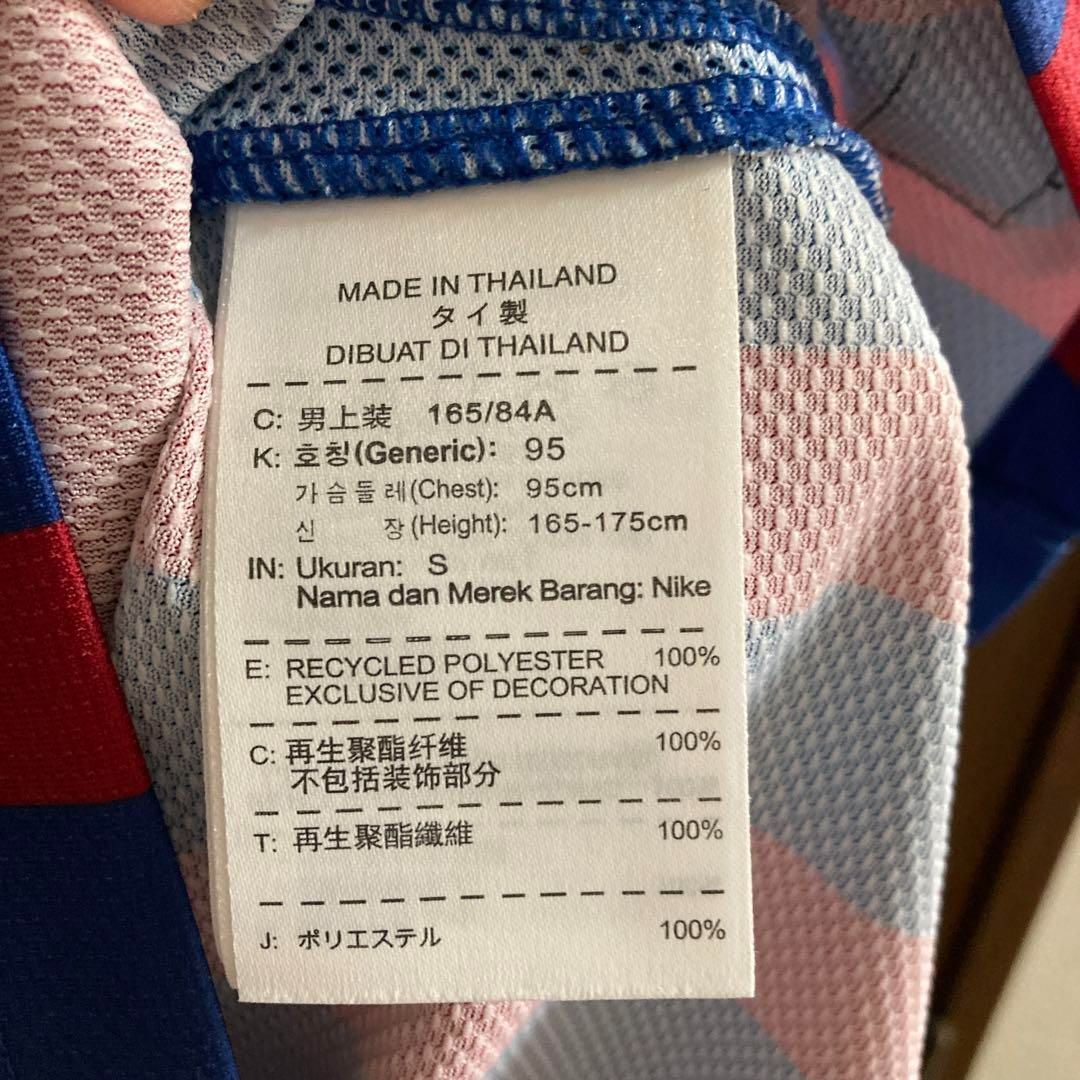 MADE IN THAILAND
タイ製
DIBUAT DI THAILAND
C: 男上装 165/84A
K: 호칭(Generic): 95
가슴둘레(Chest): 95cm
신 장(Height): 165-175cm
IN: Ukuran: S
Nama dan Merek Barang: Nike
E: RECYCLED POLYESTER 100%
EXCLUSIVE OF DECORATION
C: 再生聚酯纤维 100%
不包括装饰部分
T: 再生聚酯纖維 100%
J: ポリエステル 100%